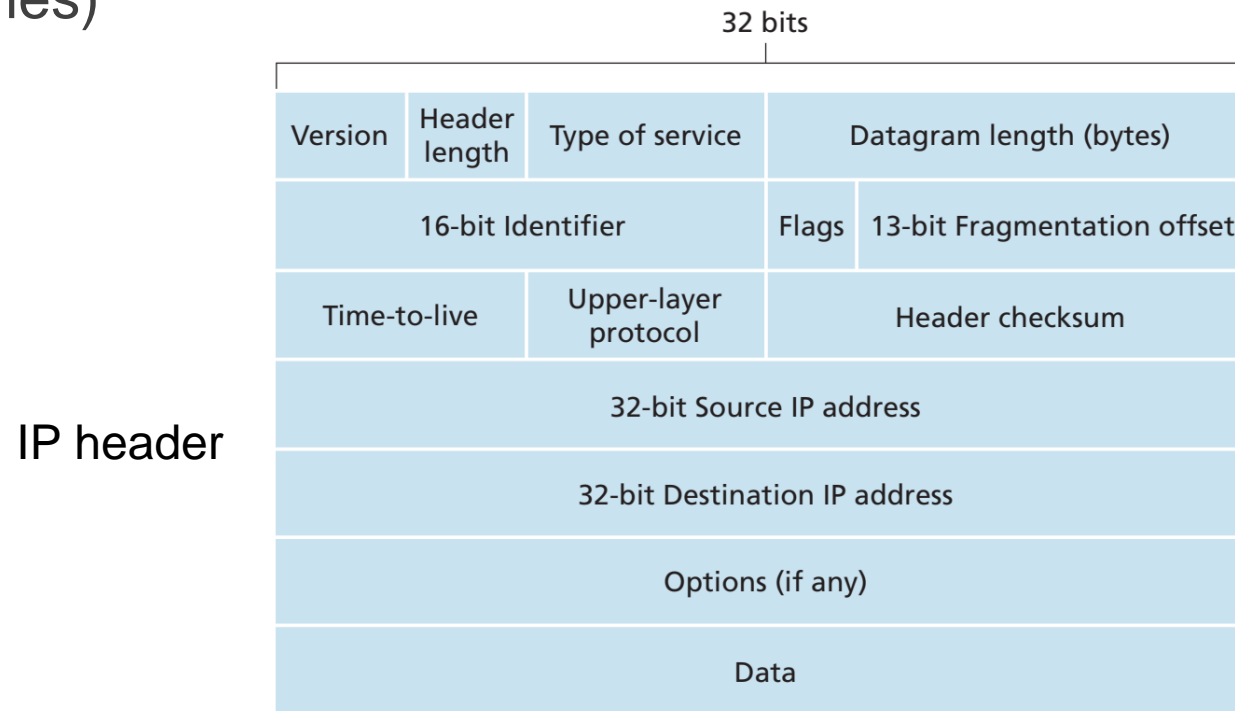 32 bits
Version
Header
length
Type of service
Datagram length (bytes)
16-bit Identifier
Flags
13-bit Fragmentation offset
Time-to-live
Upper-layer
protocol
Header checksum
32-bit Source IP address
IP header
32-bit Destination IP address
Options (if any)
Data